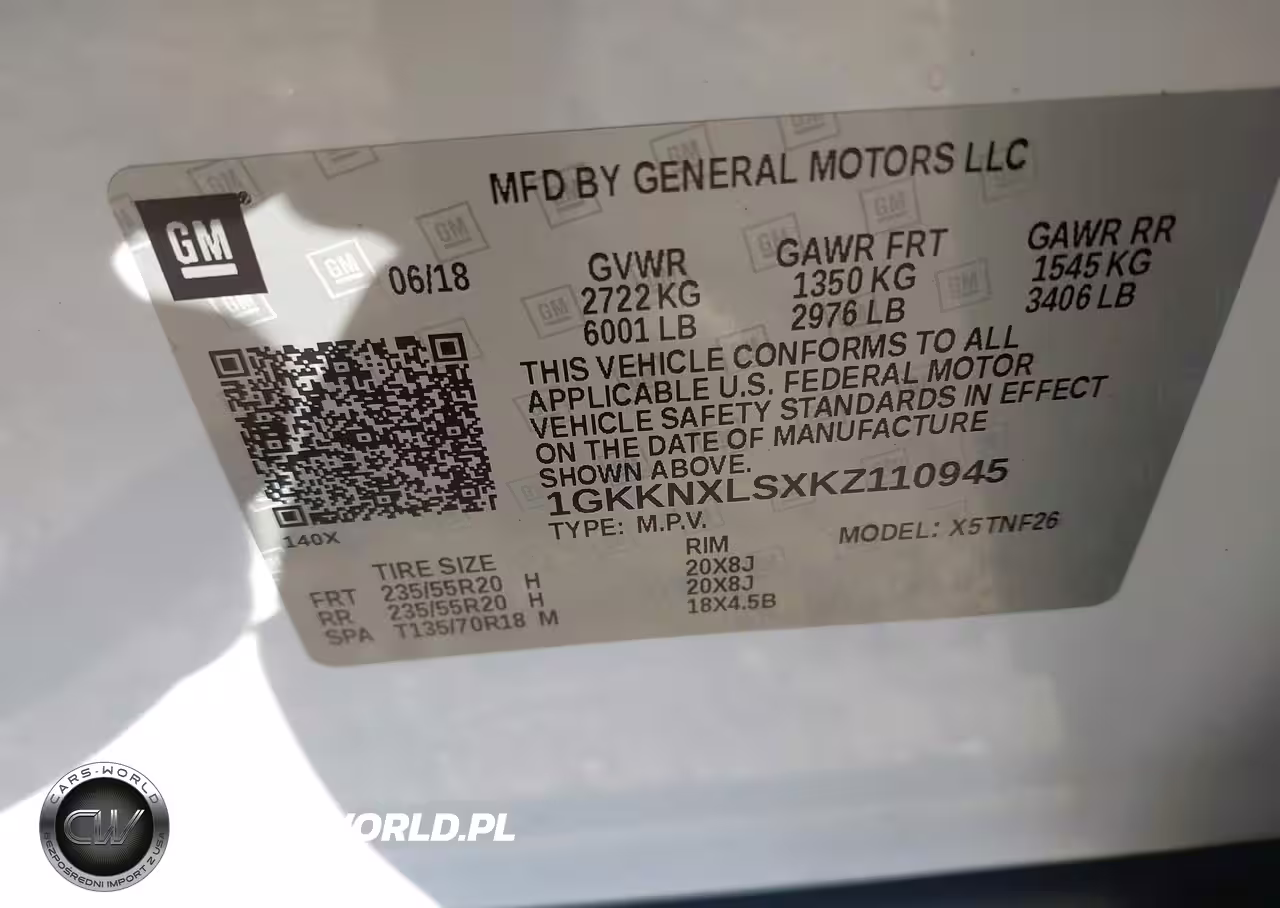 MFD BY GENERAL MOTORS LLC
GM
06/18
GVWR GAWR FRT GAWR RR
2722 KG 1350 KG 1545 KG
6001 LB 2976 LB 3406 LB
THIS VEHICLE CONFORMS TO ALL
APPLICABLE U.S. FEDERAL MOTOR
VEHICLE SAFETY STANDARDS IN EFFECT
ON THE DATE OF MANUFACTURE
SHOWN ABOVE.
1GKKNXLSXKZ110945
140X
TYPE: M.P.V. MODEL: X5TNF26
TIRE SIZE RIM
FRT 235/55R20 H 20X8J
RR 235/55R20 H 20X8J
SPA T135/70R18 M 18X4.5B
CARS-WORLD
CW
BEZPOŚREDNI IMPORT Z USA
WORLD.PL